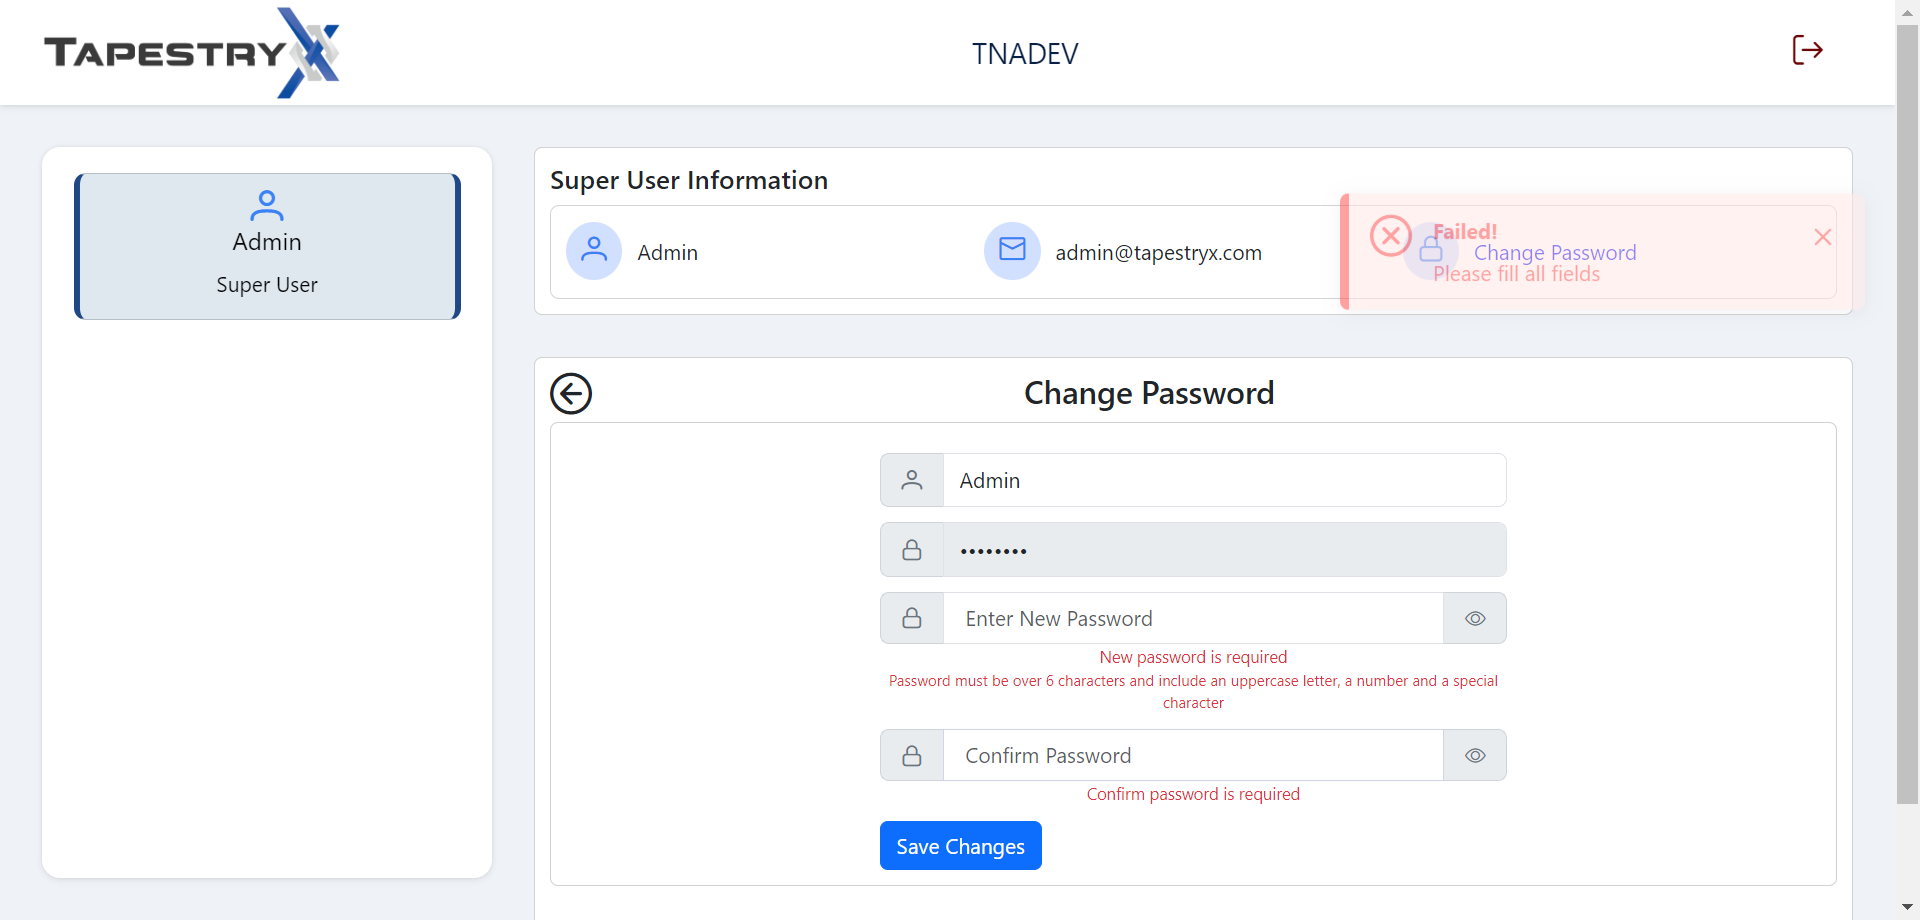 TAPESTRYX
TNADEV
Admin
Super User
Super User Information
Admin
admin@tapestryx.com
Change Password
Failed!
Please fill all fields
Change Password
Admin
••••••••
Enter New Password
New password is required
Password must be over 6 characters and include an uppercase letter, a number and a special
character
Confirm Password
Confirm password is required
Save Changes